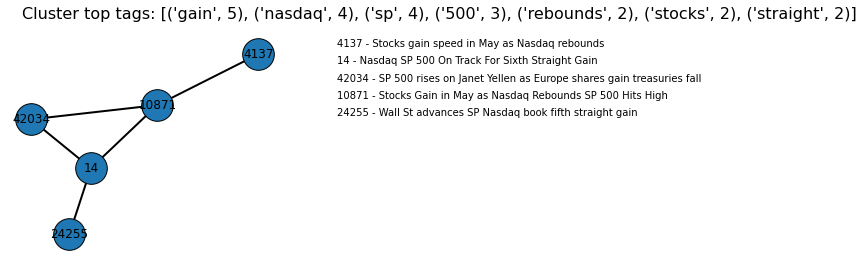 Cluster top tags: [('gain', 5), ('nasdaq', 4), ('sp', 4), ('500', 3), ('rebounds', 2), ('stocks', 2), ('straight', 2)]
4137 - Stocks gain speed in May as Nasdaq rebounds
14 - Nasdaq SP 500 On Track For Sixth Straight Gain
42034 - SP 500 rises on Janet Yellen as Europe shares gain treasuries fall
10871 - Stocks Gain in May as Nasdaq Rebounds SP 500 Hits High
24255 - Wall St advances SP Nasdaq book fifth straight gain
4137
10871
42034
14
24255